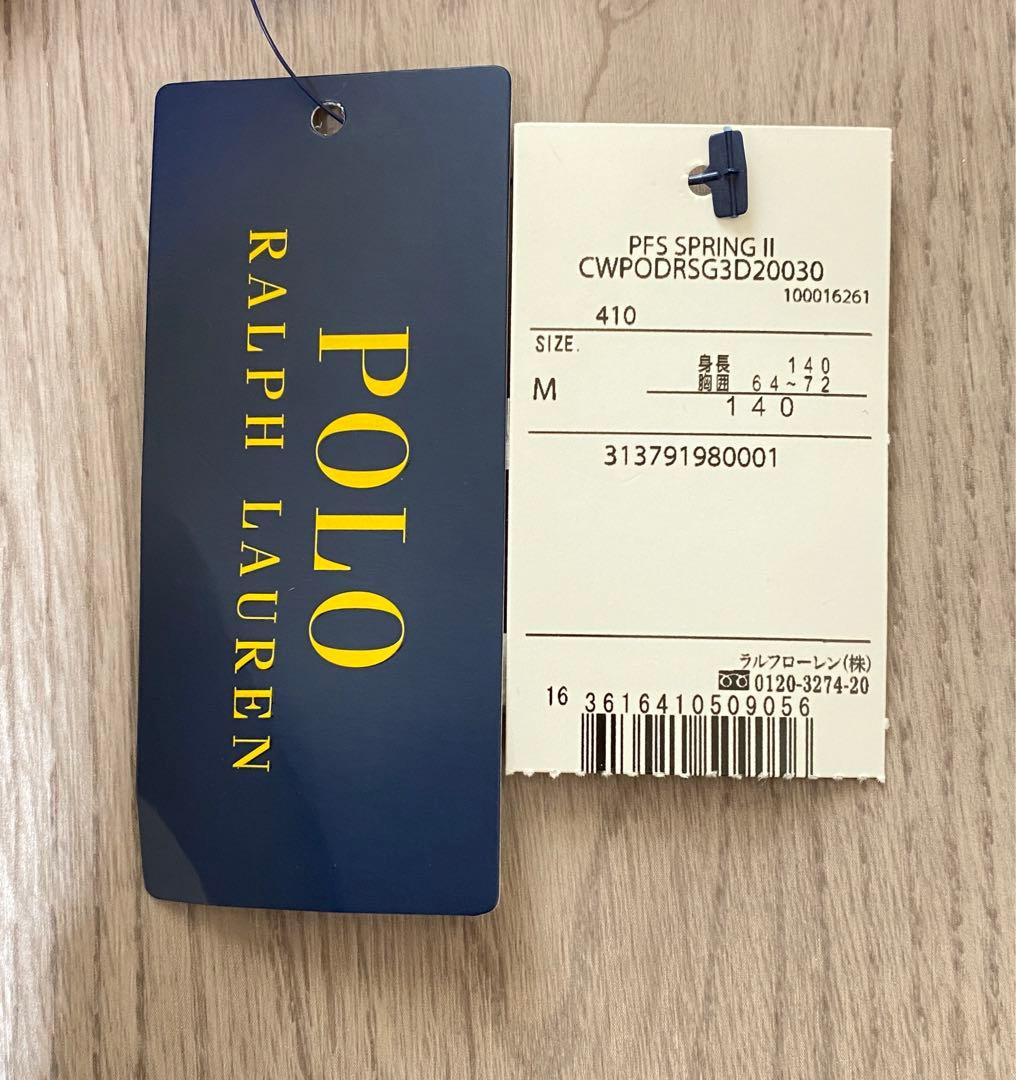 POLO
RALPH LAUREN
PFS SPRING II
CWPODRSG3D20030
100016261
410
SIZE.
M
身長 140
胸囲 64~72
140
313791980001
ラルフローレン(株)
0120-3274-20
16 3616410509056